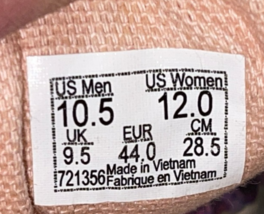 US Men US Women
10.5 12.0
UK EUR CM
9.5 44.0 28.5
Made in Vietnam
721356 Fabrique en Vietnam